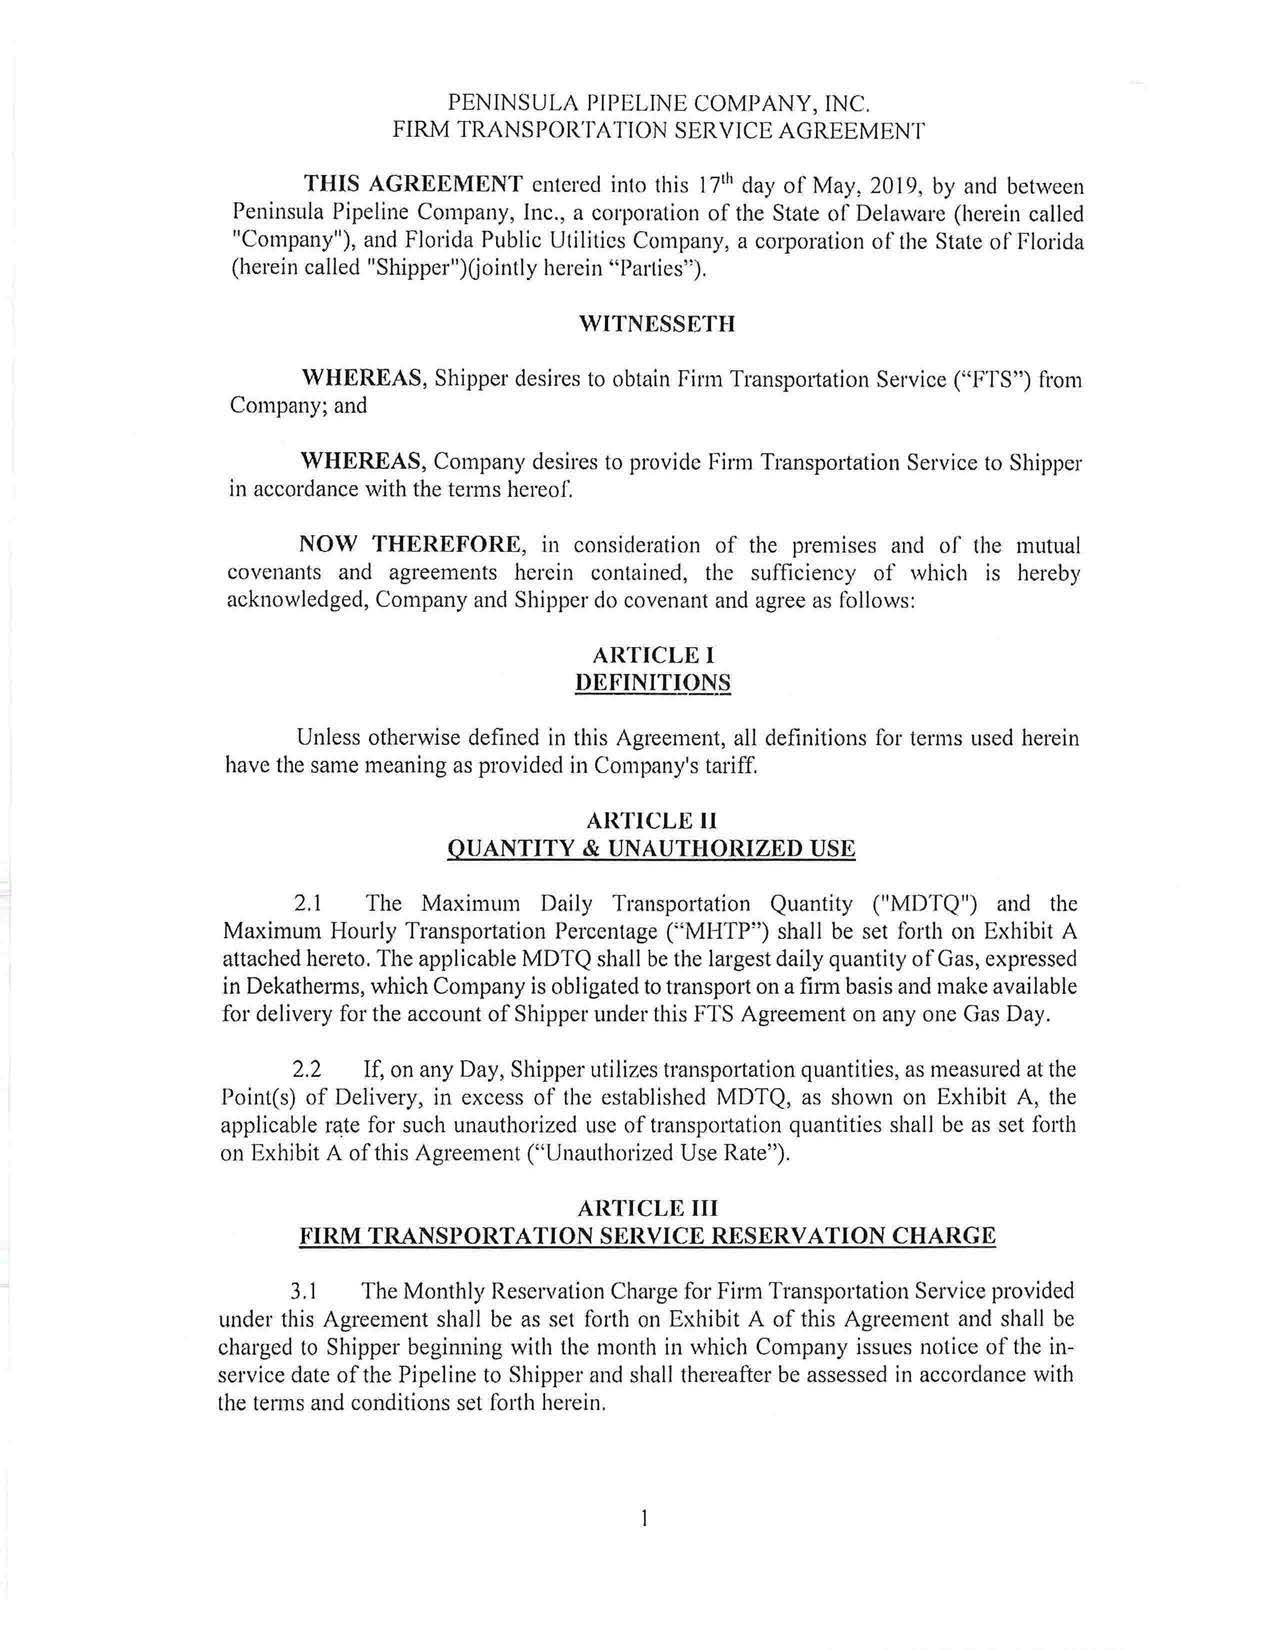 PENINSULA PIPELINE COMPANY, INC.
FIRM TRANSPORTATION SERVICE AGREEMENT
THIS AGREEMENT entered into this 17th day of May, 2019, by and between
Peninsula Pipeline Company, Inc., a corporation of the State of Delaware (herein called
"Company"), and Florida Public Utilities Company, a corporation of the State of Florida
(herein called "Shipper")(jointly herein “Parties”).
WITNESSETH
WHEREAS, Shipper desires to obtain Firm Transportation Service (“FTS”) from
Company; and
WHEREAS, Company desires to provide Firm Transportation Service to Shipper
in accordance with the terms hereof.
NOW THEREFORE, in consideration of the premises and of the mutual
covenants and agreements herein contained, the sufficiency of which is hereby
acknowledged, Company and Shipper do covenant and agree as follows:
ARTICLE I
DEFINITIONS
Unless otherwise defined in this Agreement, all definitions for terms used herein
have the same meaning as provided in Company's tariff.
ARTICLE II
QUANTITY & UNAUTHORIZED USE
2.1 The Maximum Daily Transportation Quantity ("MDTQ") and the
Maximum Hourly Transportation Percentage (“MHTP”) shall be set forth on Exhibit A
attached hereto. The applicable MDTQ shall be the largest daily quantity of Gas, expressed
in Dekatherms, which Company is obligated to transport on a firm basis and make available
for delivery for the account of Shipper under this FTS Agreement on any one Gas Day.
2.2 If, on any Day, Shipper utilizes transportation quantities, as measured at the
Point(s) of Delivery, in excess of the established MDTQ, as shown on Exhibit A, the
applicable rate for such unauthorized use of transportation quantities shall be as set forth
on Exhibit A of this Agreement (“Unauthorized Use Rate”).
ARTICLE III
FIRM TRANSPORTATION SERVICE RESERVATION CHARGE
3.1 The Monthly Reservation Charge for Firm Transportation Service provided
under this Agreement shall be as set forth on Exhibit A of this Agreement and shall be
charged to Shipper beginning with the month in which Company issues notice of the in-
service date of the Pipeline to Shipper and shall thereafter be assessed in accordance with
the terms and conditions set forth herein.
1